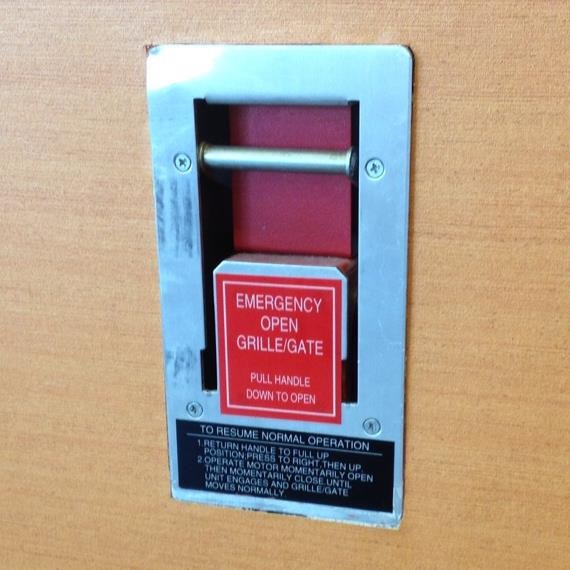 EMERGENCY
OPEN
GRILLE/GATE
PULL HANDLE
DOWN TO OPEN
TO RESUME NORMAL OPERATION
1.RETURN HANDLE TO FULL UP
POSITION;PRESS TO RIGHT,THEN UP
2.OPERATE MOTOR MOMENTARILY OPEN
THEN MOMENTARILY CLOSE.UNTIL
UNIT ENGAGES AND GRILLE/GATE
MOVES NORMALLY